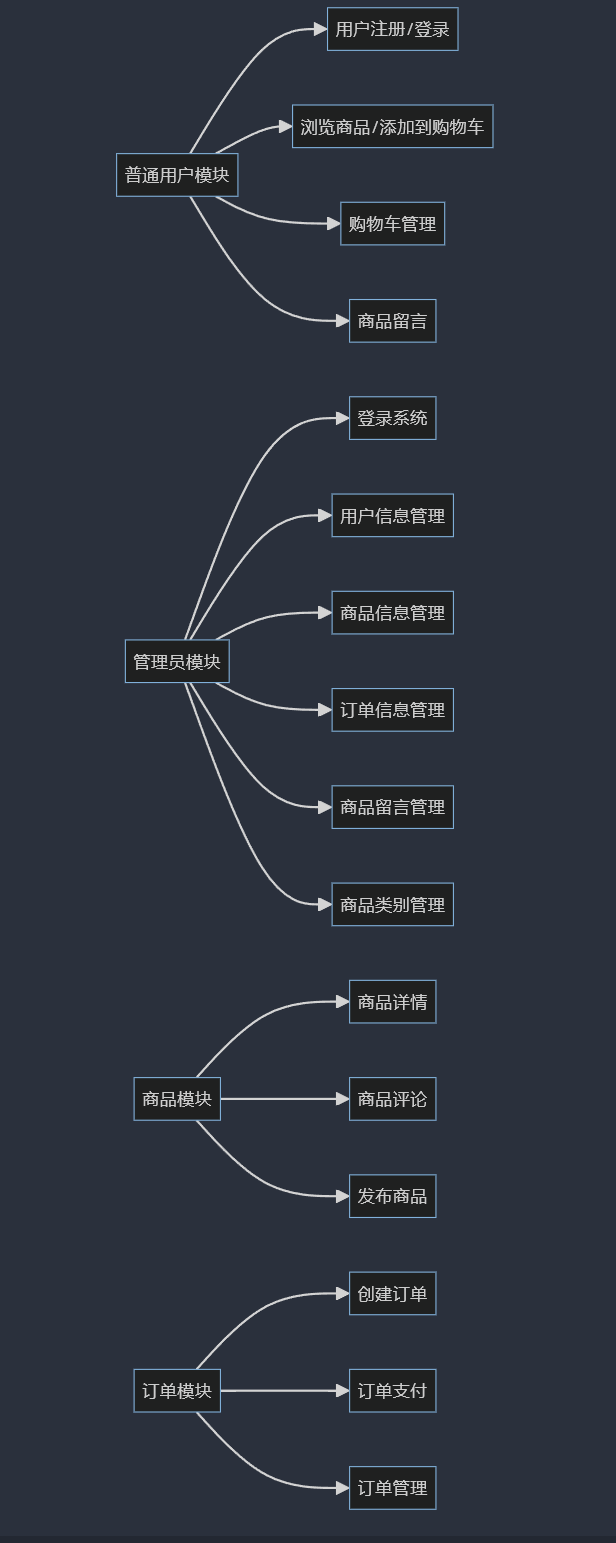 普通用户模块
用户注册/登录
浏览商品/添加到购物车
购物车管理
商品留言
管理员模块
登录系统
用户信息管理
商品信息管理
订单信息管理
商品留言管理
商品类别管理
商品模块
商品详情
商品评论
发布商品
订单模块
创建订单
订单支付
订单管理